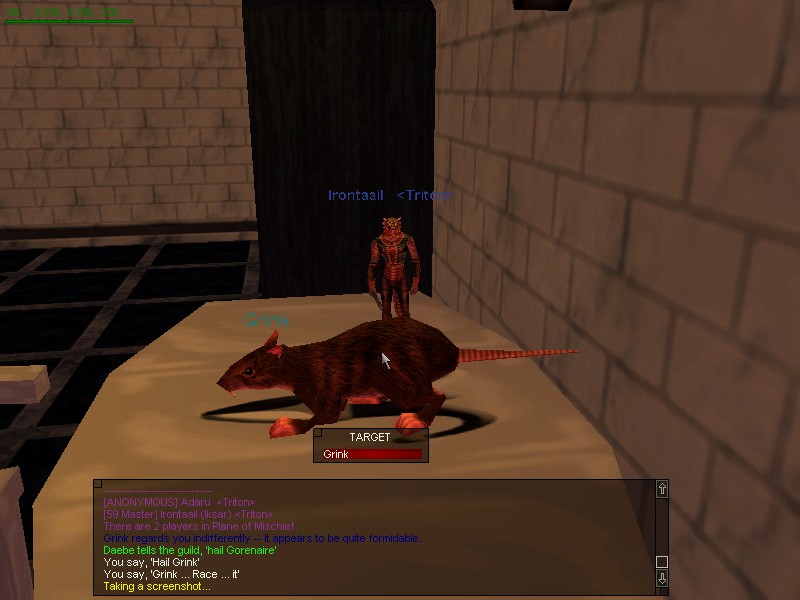 Irontaail <Triton>
Grink
TARGET
Grink
[ANONYMOUS] Adaru <Triton>
[59 Master] Irontaail (Iksar) <Triton>
There are 2 players in Plane of Mischief.
Grink regards you indifferently -- it appears to be quite formidable.
Daebe tells the guild, 'hail Gorenaire'
You say, 'Hail Grink'
You say, 'Grink ... Race ... it'
Taking a screenshot...